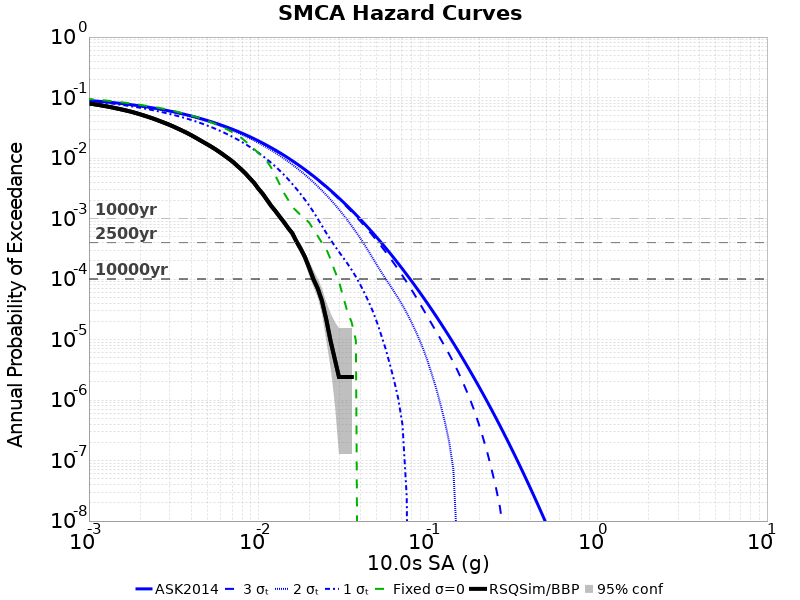 SMCA Hazard Curves
Annual Probability of Exceedance
10^0
10^-1
10^-2
10^-3
10^-4
10^-5
10^-6
10^-7
10^-8
1000yr
2500yr
10000yr
10^-3 10^-2 10^-1 10^0 10^1
10.0s SA (g)
ASK2014 3 σₜ 2 σₜ 1 σₜ Fixed σ=0 RSQSim/BBP 95% conf